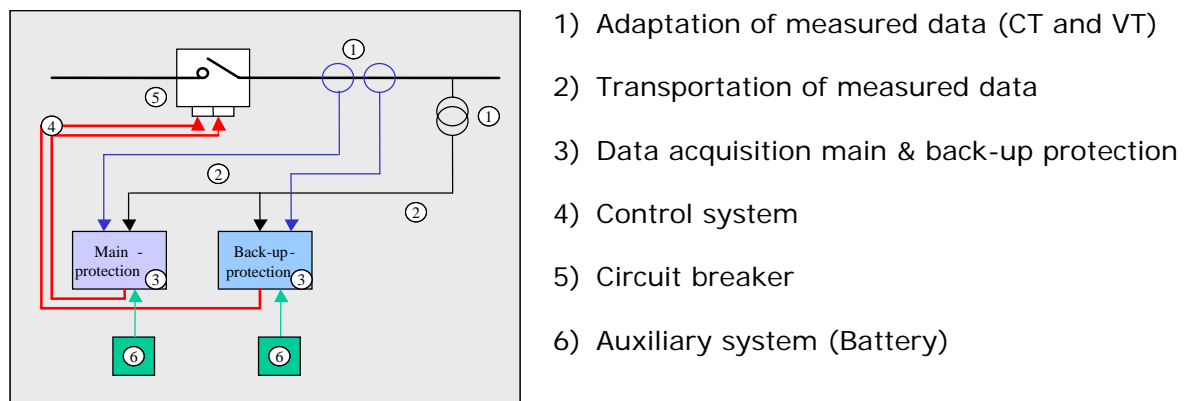 1
5
1
4
2
2
Main -
protection
3
Back-up-
protection
3
6
6
1) Adaptation of measured data (CT and VT)
2) Transportation of measured data
3) Data acquisition main & back-up protection
4) Control system
5) Circuit breaker
6) Auxiliary system (Battery)